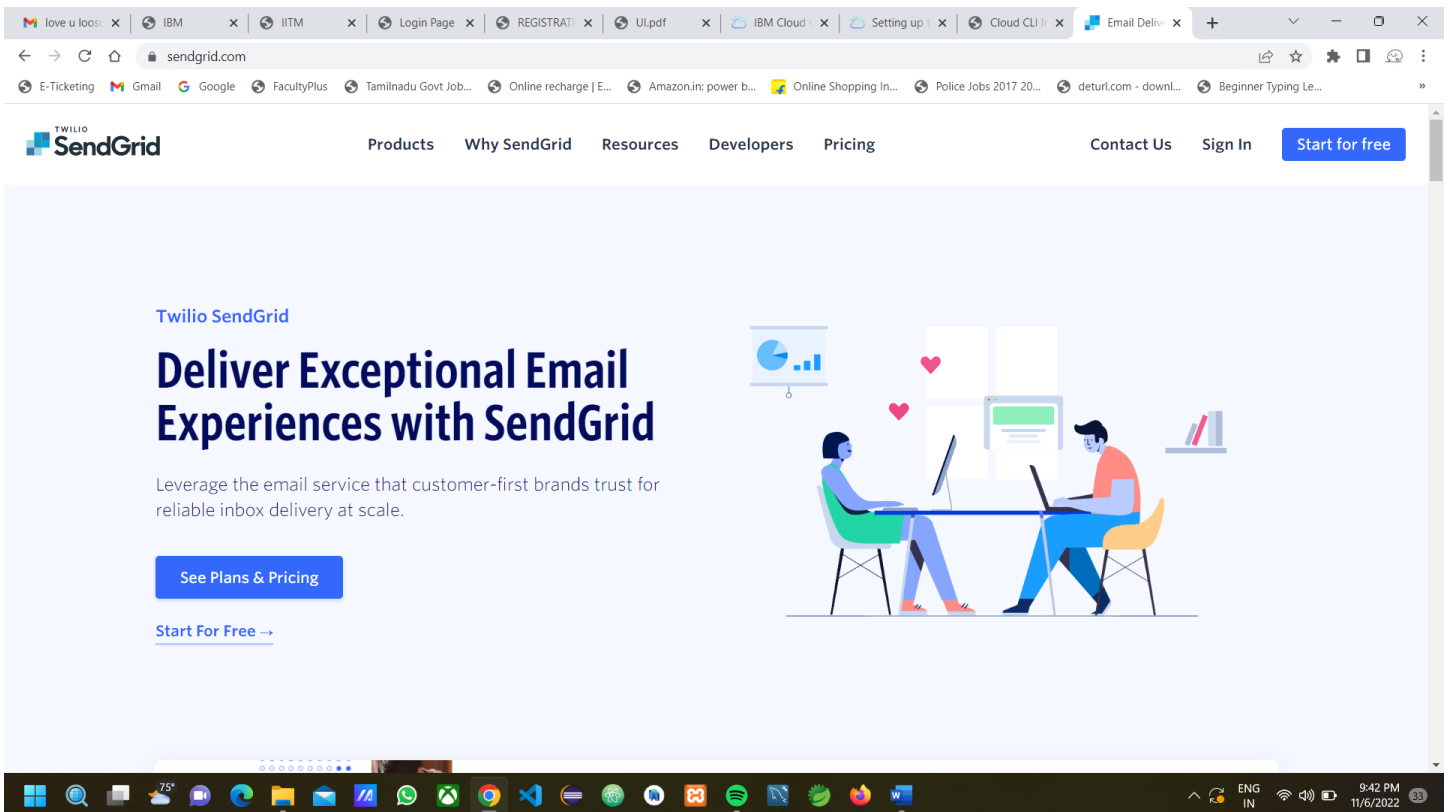 love u loosu
IBM
IITM
Login Page
REGISTRATI
UI.pdf
IBM Cloud
Setting up t
Cloud CLI
Email Deliv
sendgrid.com
E-Ticketing
Gmail
Google
FacultyPlus
Tamilnadu Govt Job...
Online recharge | E...
Amazon.in: power b...
Online Shopping In...
Police Jobs 2017 20...
deturl.com - downl...
Beginner Typing Le...
»
TWILIO
SendGrid
Products
Why SendGrid
Resources
Developers
Pricing
Contact Us
Sign In
Start for free
Twilio SendGrid
Deliver Exceptional Email
Experiences with SendGrid
Leverage the email service that customer-first brands trust for
reliable inbox delivery at scale.
See Plans & Pricing
Start For Free →
75°
ENG
IN
9:42 PM
11/6/2022
33